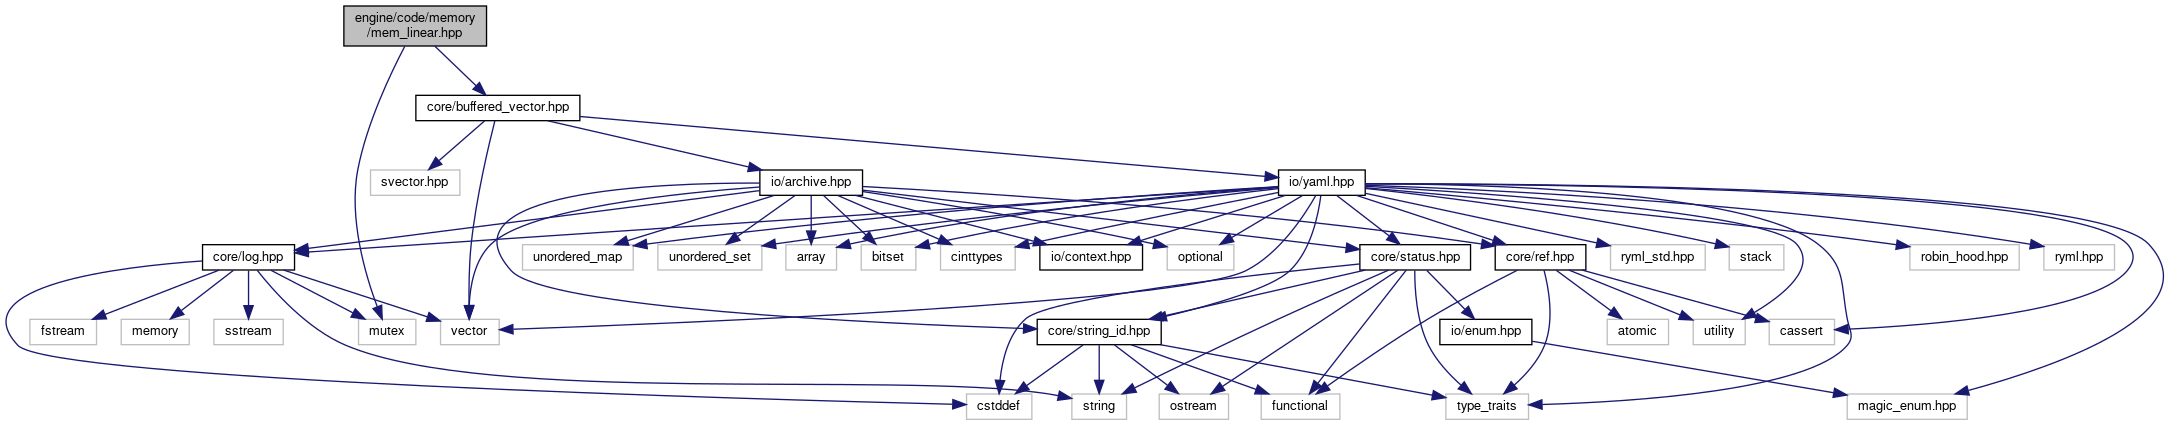 engine/code/memory
/mem_linear.hpp
core/buffered_vector.hpp
svector.hpp
io/archive.hpp
io/yaml.hpp
core/log.hpp
unordered_map
unordered_set
array
bitset
cinttypes
io/context.hpp
optional
core/status.hpp
core/ref.hpp
ryml_std.hpp
stack
robin_hood.hpp
ryml.hpp
fstream
memory
sstream
mutex
vector
core/string_id.hpp
io/enum.hpp
atomic
utility
cassert
cstddef
string
ostream
functional
type_traits
magic_enum.hpp